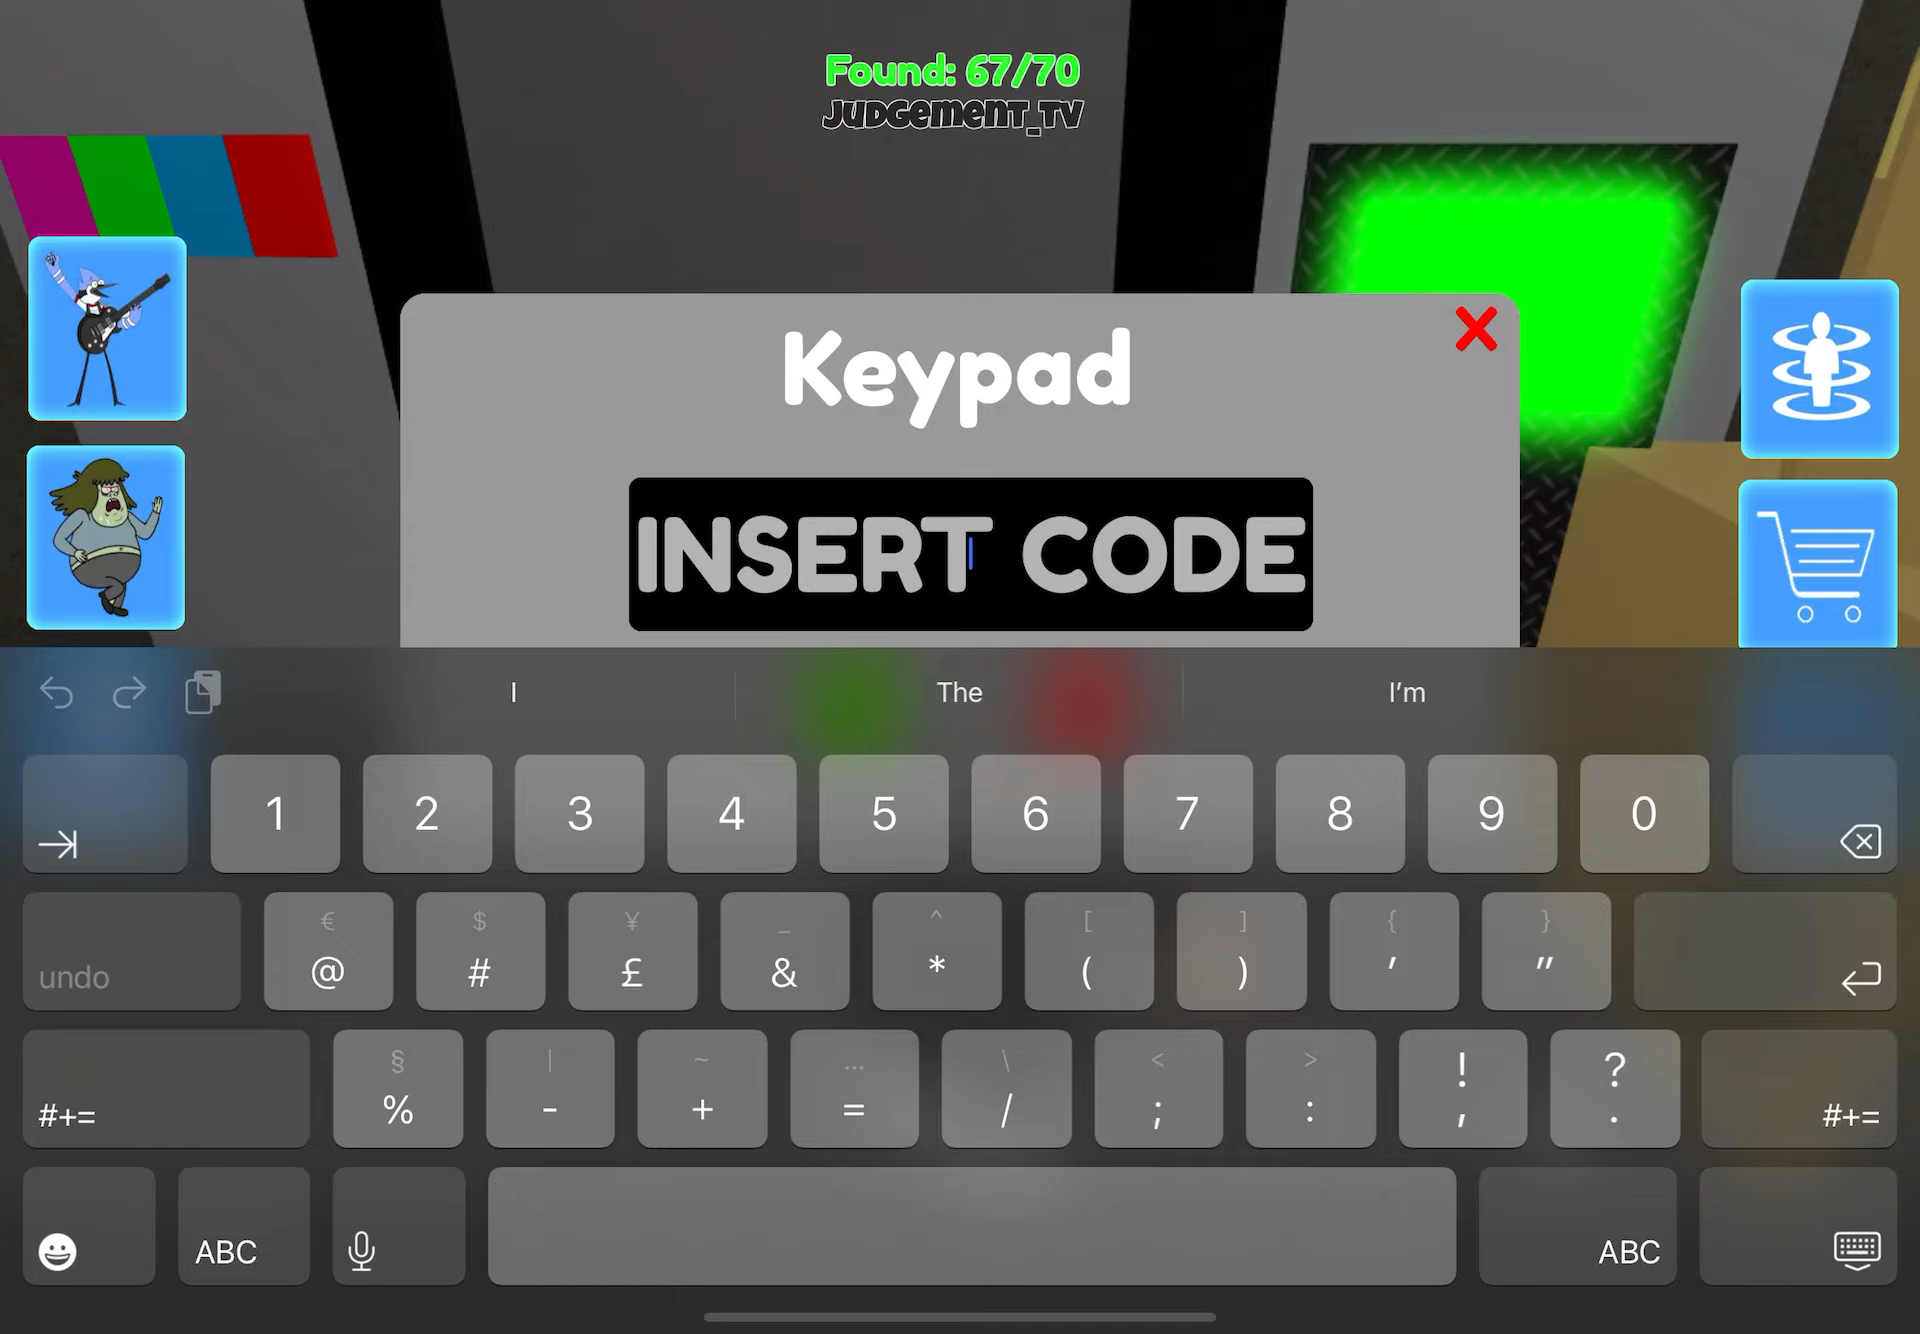 Found: 67/70
JUDGEMENT_TV
Keypad
INSERT CODE
I The I’m
1 2 3 4 5 6 7 8 9 0
€ $ ¥ _ ^ [ ] { }
undo @ # £ & * ( ) ' "
§ | ~ … \ < > ! ?
#+= % - + = / ; : , . #+=
ABC ABC